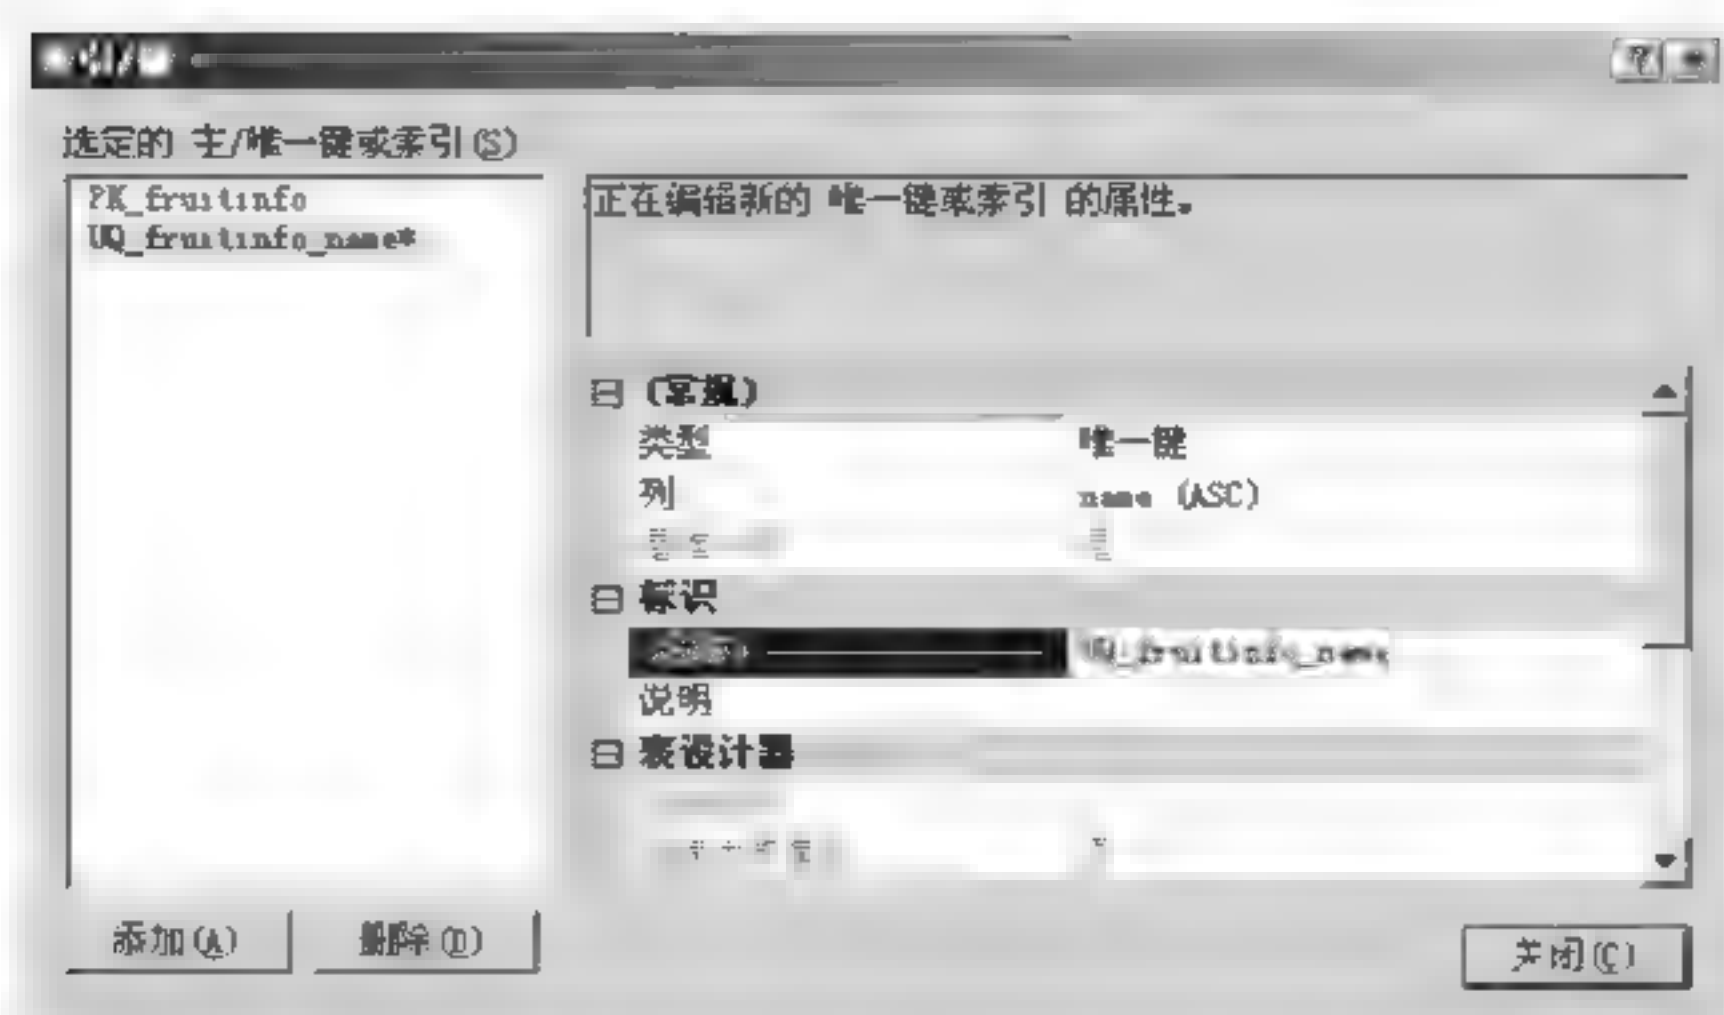 选定的 主/唯一键或索引(S)
PK_fruitinfo
UQ_fruitinfo_name*
正在编辑新的 唯一键或索引 的属性。
(常规)
类型 唯一键
列 name (ASC)
标识
UQ_fruitinfo_name
说明
表设计器
添加(A) 删除(D)
关闭(C)